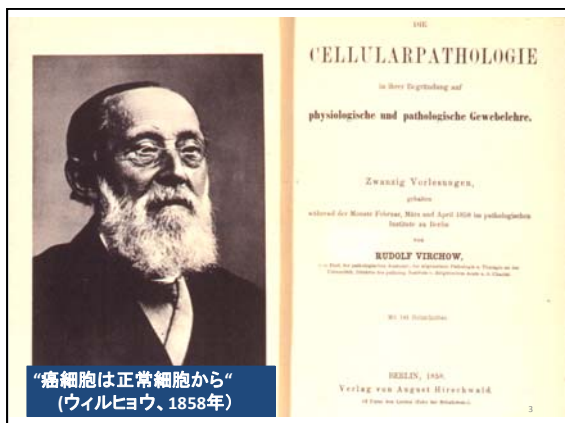 “癌細胞は正常細胞から“
(ウィルヒョウ、1858年)
DIE
CELLULARPATHOLOGIE
in ihrer Begründung auf
physiologische und pathologische Gewebelehre.
Zwanzig Vorlesungen,
gehalten
während der Monate Februar, März und April 1858 im pathologischen
Institute zu Berlin
von
RUDOLF VIRCHOW,
Mit 144 Holzschnitten.
BERLIN, 1858.
Verlag von August Hirschwald.
3